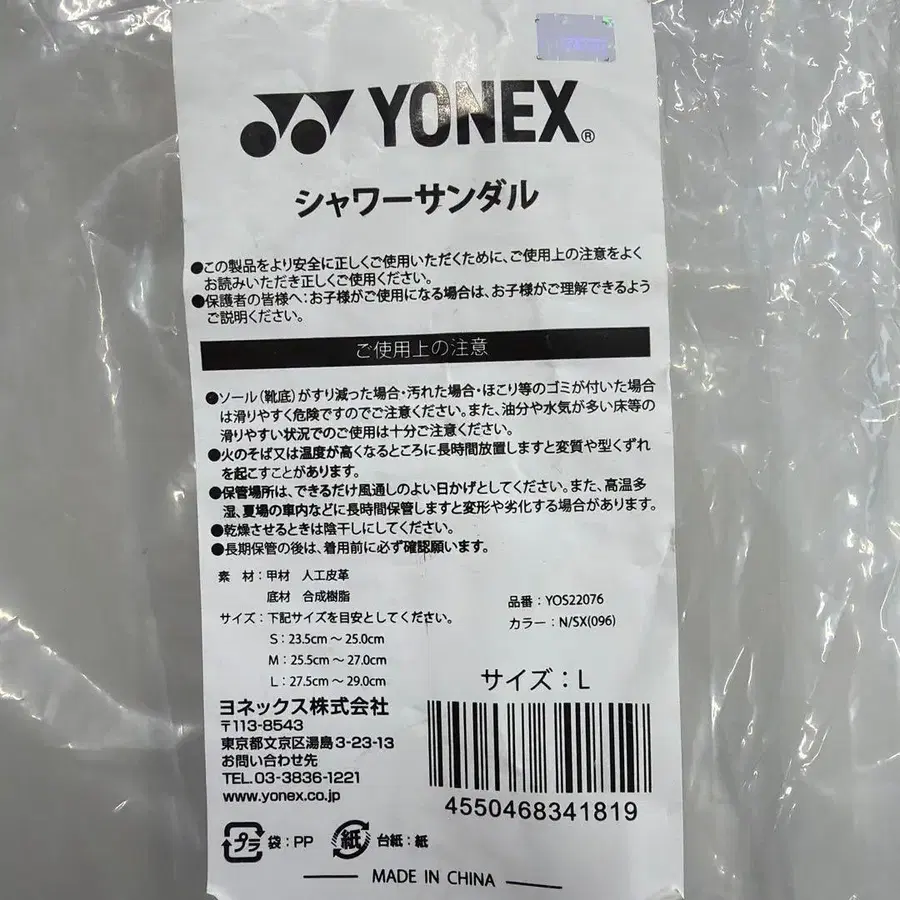 YONEX®
シャワーサンダル
●この製品をより安全に正しくご使用いただくために、ご使用上の注意をよく
お読みいただき正しくご使用ください。
●保護者の皆様へ：お子様がご使用になる場合は、お子様がご理解できるよう
ご説明ください。
ご使用上の注意
●ソール（靴底）がすり減った場合・汚れた場合・ほこり等のゴミが付いた場合
は滑りやすく危険ですのでご注意ください。また、油分や水気が多い床等の
滑りやすい状況でのご使用は十分ご注意ください。
●火のそば又は温度が高くなるところに長時間放置しますと変質や型くずれ
を起こすことがあります。
●保管場所は、できるだけ風通しのよい日かげとしてください。また、高温多
湿、夏場の車内などに長時間保管しますと変形や劣化する場合があります。
●乾燥させるときは陰干しにしてください。
●長期保管の後は、着用前に必ず確認願います。
素 材：甲材 人工皮革
底材 合成樹脂
品番：YOS22076
サイズ：下記サイズを目安としてください。
カラー：N/SX(096)
S：23.5cm～25.0cm
M：25.5cm～27.0cm
L：27.5cm～29.0cm
サイズ：L
ヨネックス株式会社
〒113-8543
東京都文京区湯島3-23-13
お問い合わせ先
TEL.03-3836-1221
www.yonex.co.jp
4550468341819
プラ 袋：PP 紙 台紙：紙
MADE IN CHINA